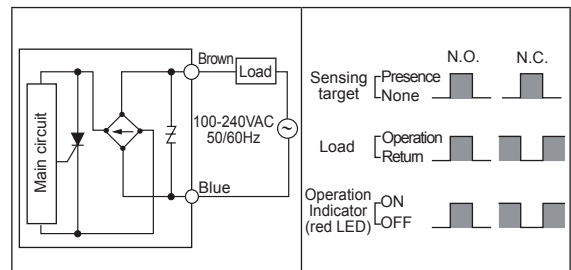 Brown
Load
Main circuit
100-240VAC
50/60Hz
Blue
N.O. N.C.
Sensing target
Presence
None
Load
Operation
Return
Operation
Indicator
(red LED)
ON
OFF